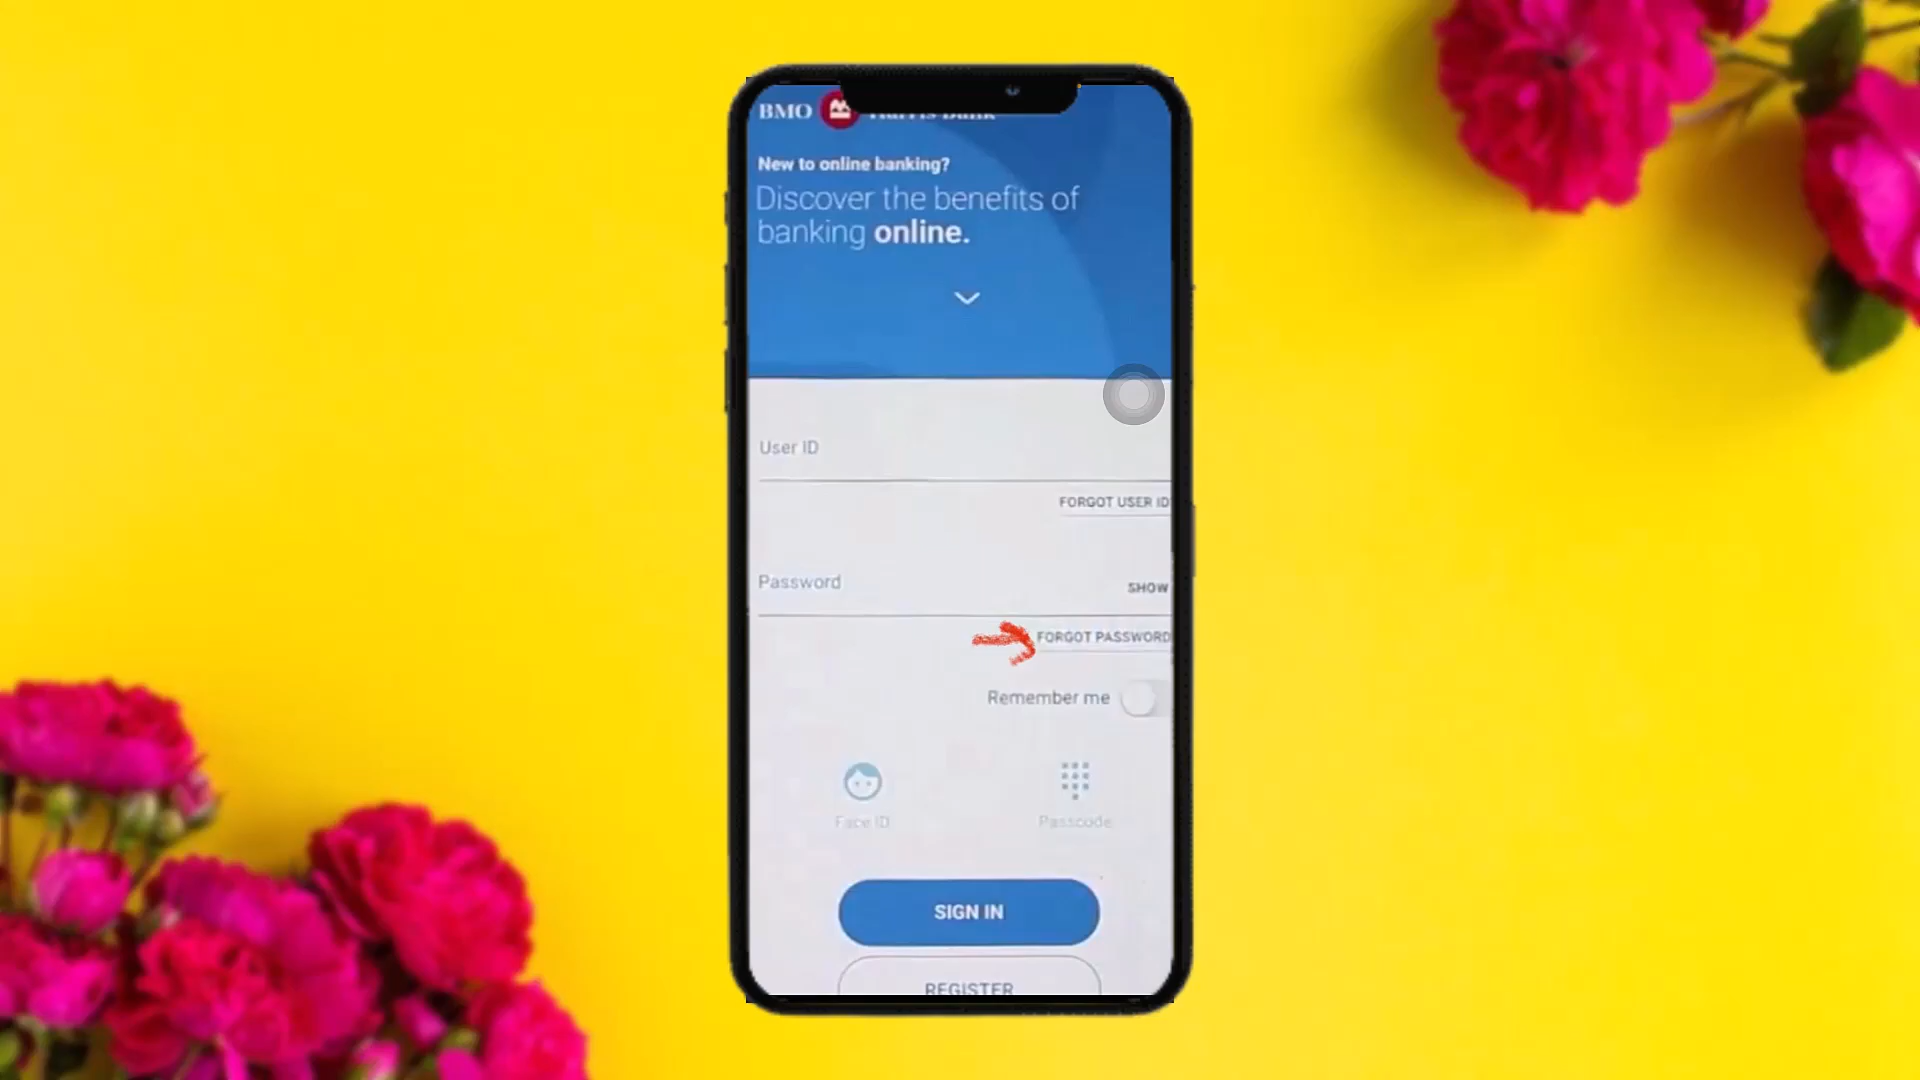 BMO
New to online banking?
Discover the benefits of
banking online.
User ID
FORGOT USER ID
Password
SHOW
FORGOT PASSWORD
Remember me
Face ID
Passcode
SIGN IN
REGISTER